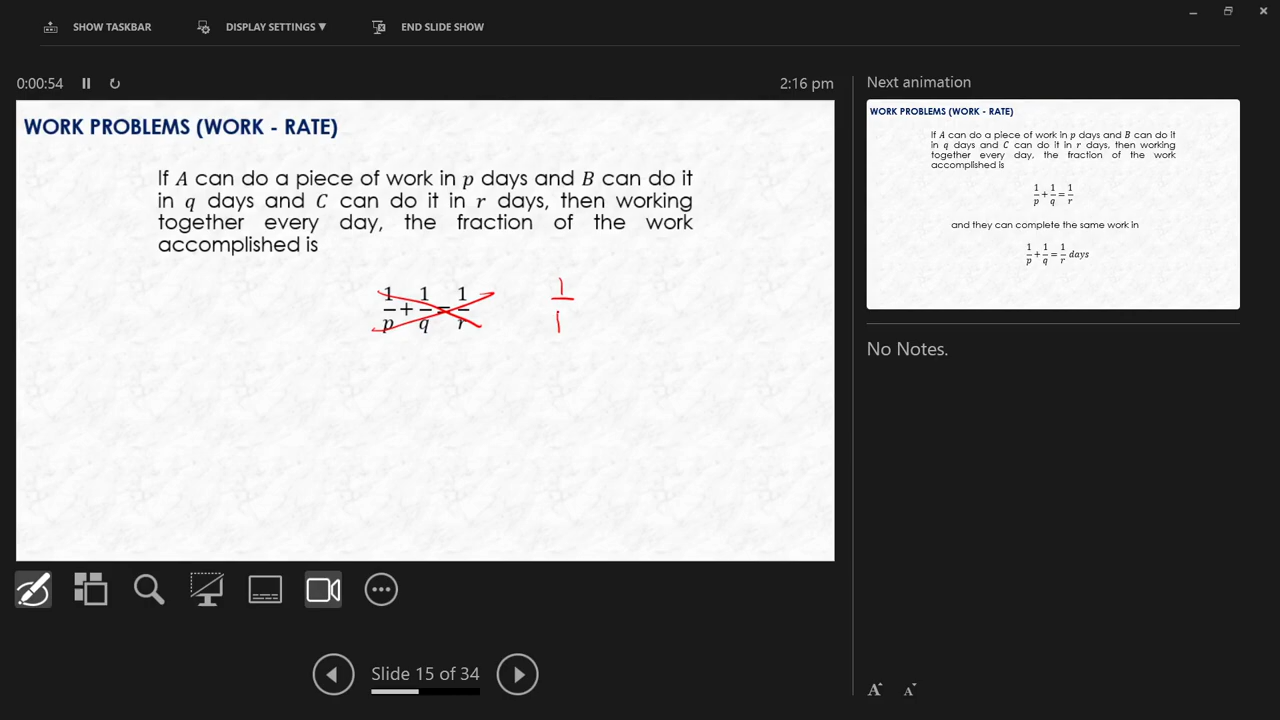 SHOW TASKBAR DISPLAY SETTINGS ▼ END SLIDE SHOW
0:00:54 2:16 pm
WORK PROBLEMS (WORK - RATE)
If A can do a piece of work in p days and B can do it
in q days and C can do it in r days, then working
together every day, the fraction of the work
accomplished is
1/p + 1/q = 1/r
1
1
Next animation
WORK PROBLEMS (WORK - RATE)
If A can do a piece of work in p days and B can do it
in q days and C can do it in r days, then working
together every day, the fraction of the work
accomplished is
1/p + 1/q = 1/r
and they can complete the same work in
1/p + 1/q = 1/r days
No Notes.
Slide 15 of 34
A A